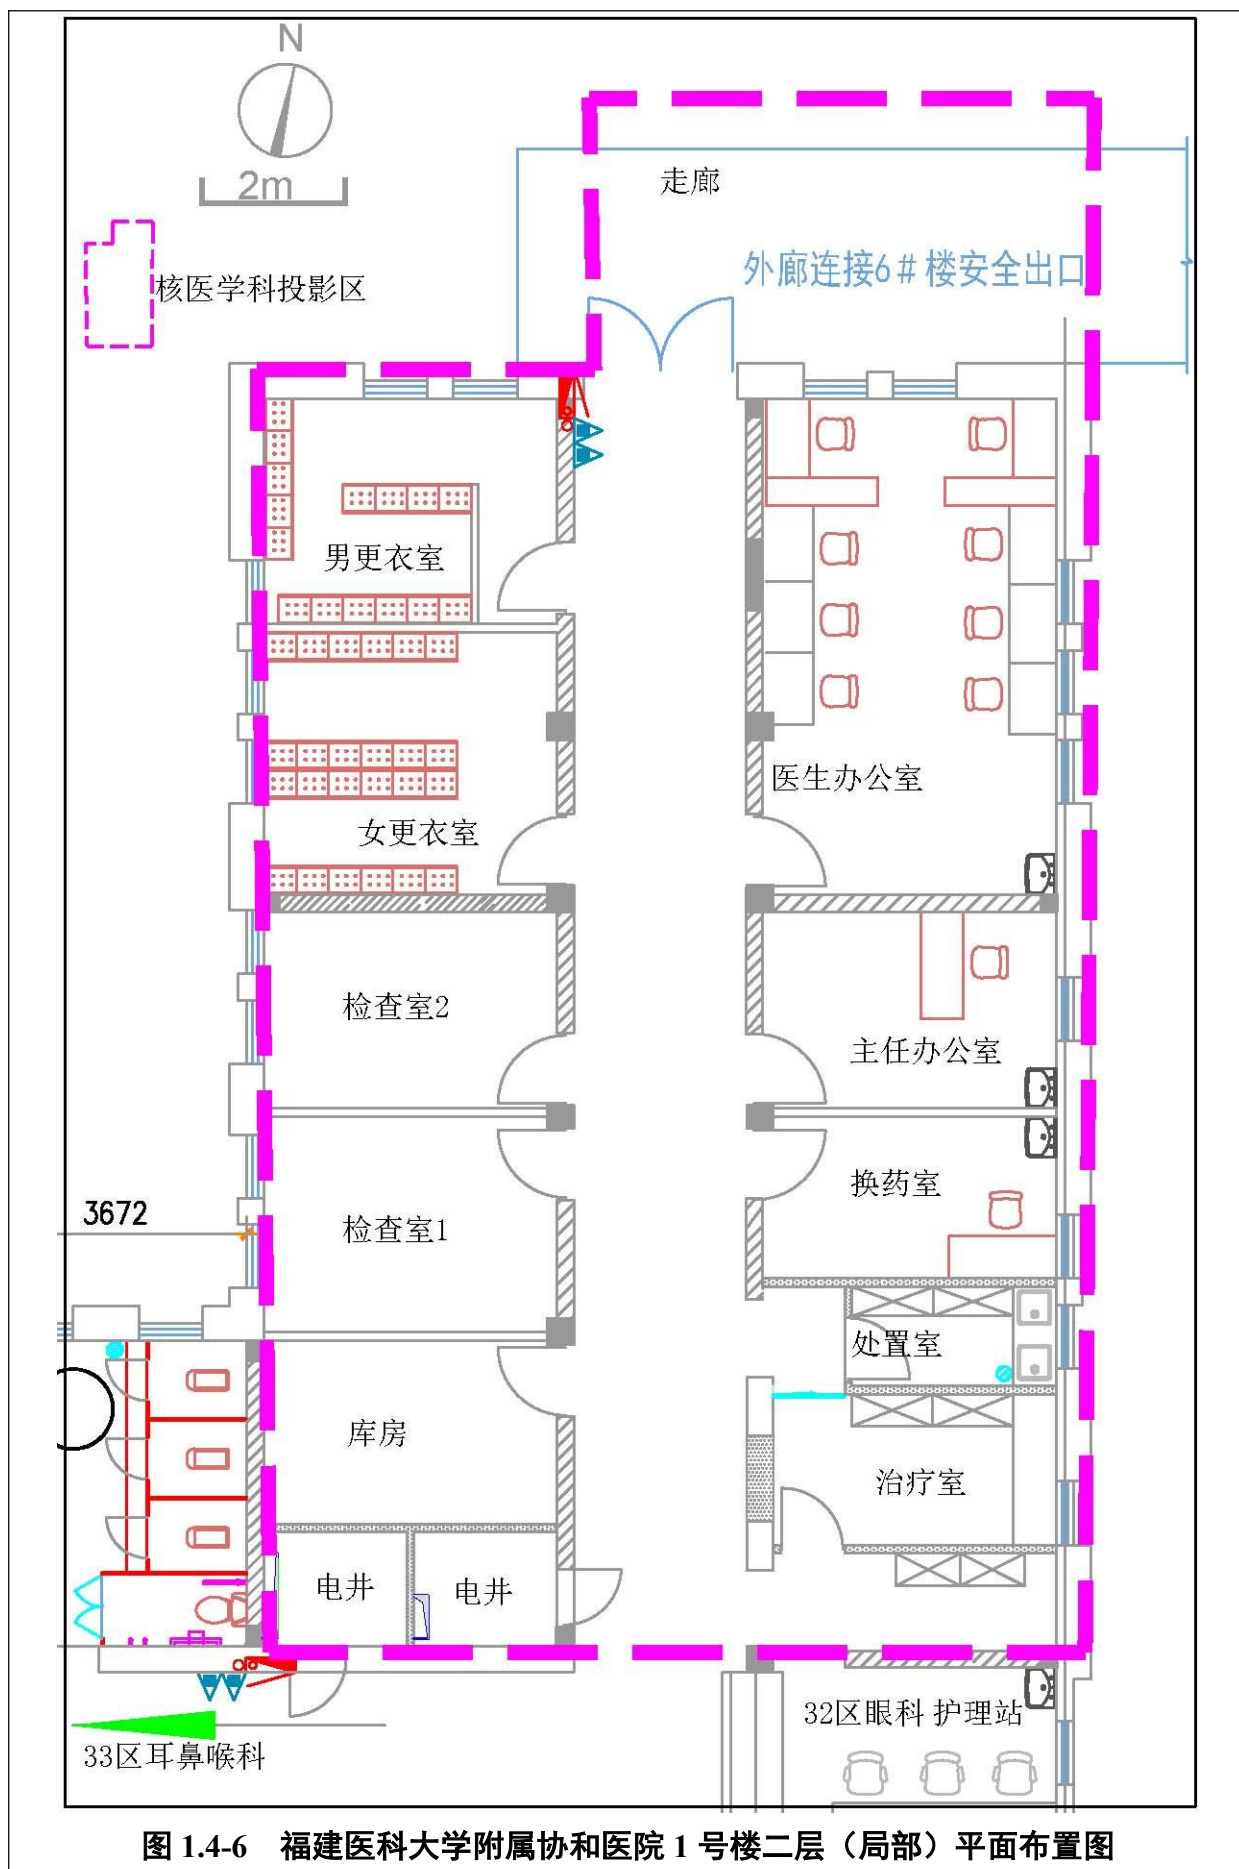 N
2m
走廊
外廊连接6#楼安全出口
核医学科投影区
男更衣室
医生办公室
女更衣室
检查室2
主任办公室
换药室
3672
检查室1
处置室
库房
治疗室
电井
电井
32区眼科 护理站
33区耳鼻喉科
图 1.4-6 福建医科大学附属协和医院 1 号楼二层（局部）平面布置图